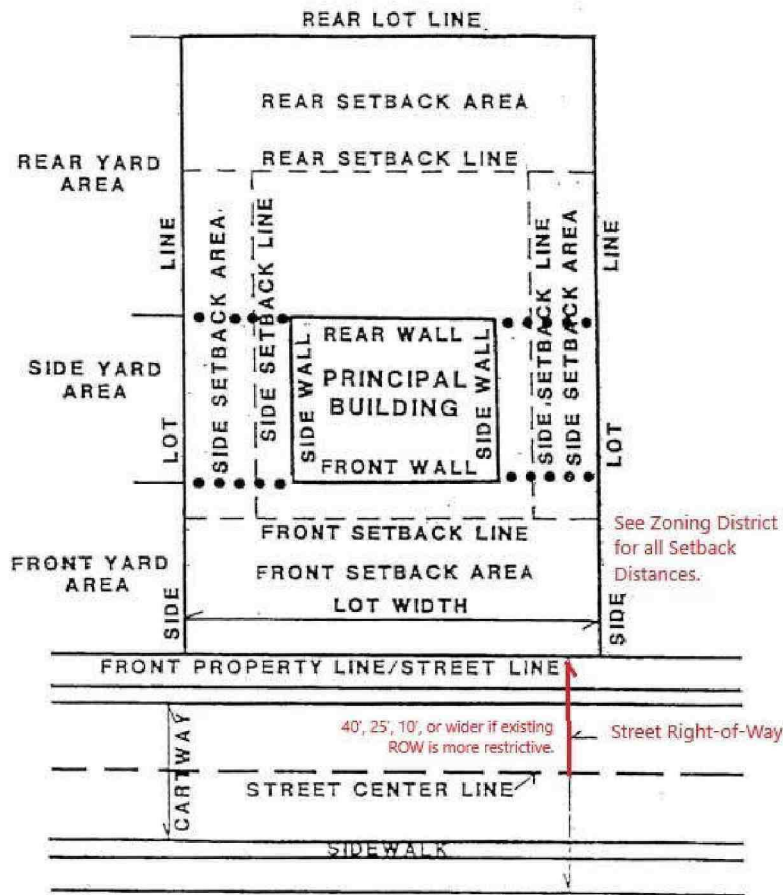 REAR LOT LINE
REAR SETBACK AREA
REAR SETBACK LINE
REAR YARD
AREA
LINE
SIDE SETBACK AREA
SIDE SETBACK LINE
SIDE SETBACK LINE
SIDE SETBACK AREA
LINE
REAR WALL
SIDE WALL
PRINCIPAL
BUILDING
SIDE WALL
FRONT WALL
SIDE YARD
AREA
LOT
LOT
FRONT SETBACK LINE
See Zoning District
for all Setback
Distances.
FRONT YARD
AREA
FRONT SETBACK AREA
LOT WIDTH
SIDE
SIDE
FRONT PROPERTY LINE/STREET LINE
CARTWAY
40', 25', 10', or wider if existing
ROW is more restrictive.
Street Right-of-Way
STREET CENTER LINE
SIDEWALK